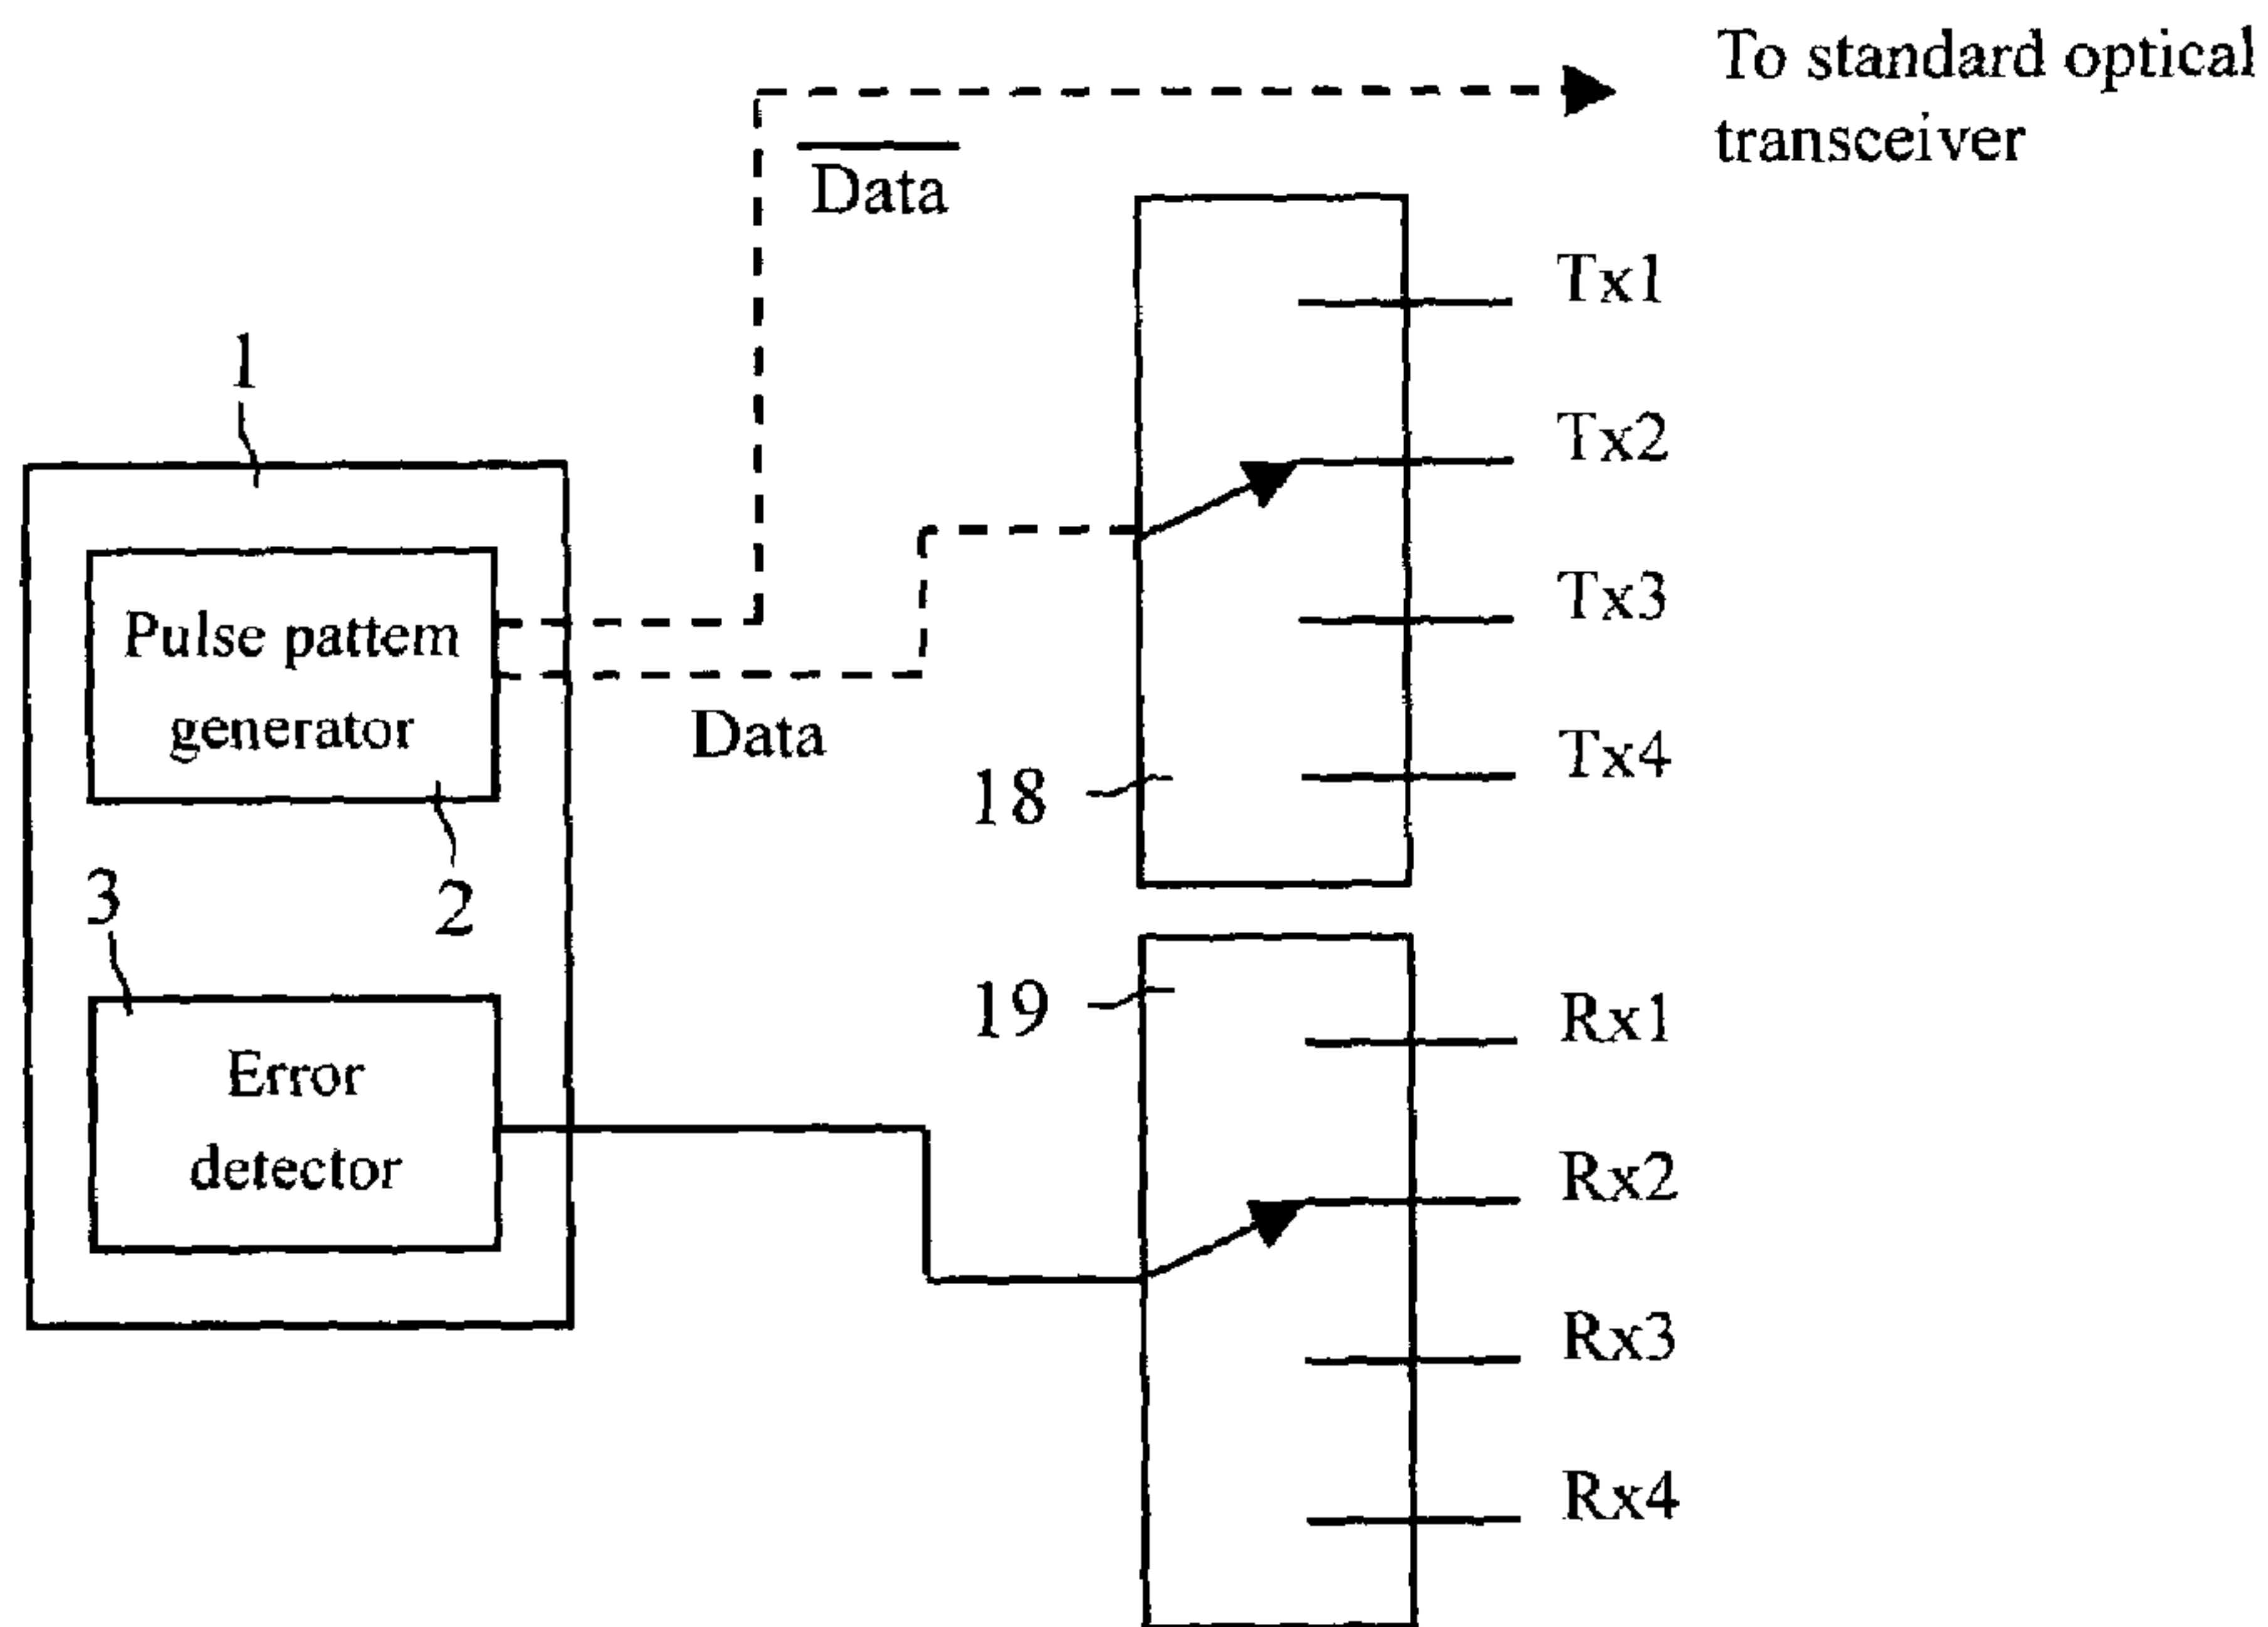 To standard optical
transceiver
Data
Tx1
1
Tx2
Tx3
Pulse pattern
generator
Data
Tx4
18
2
3
19
Rx1
Error
detector
Rx2
Rx3
Rx4